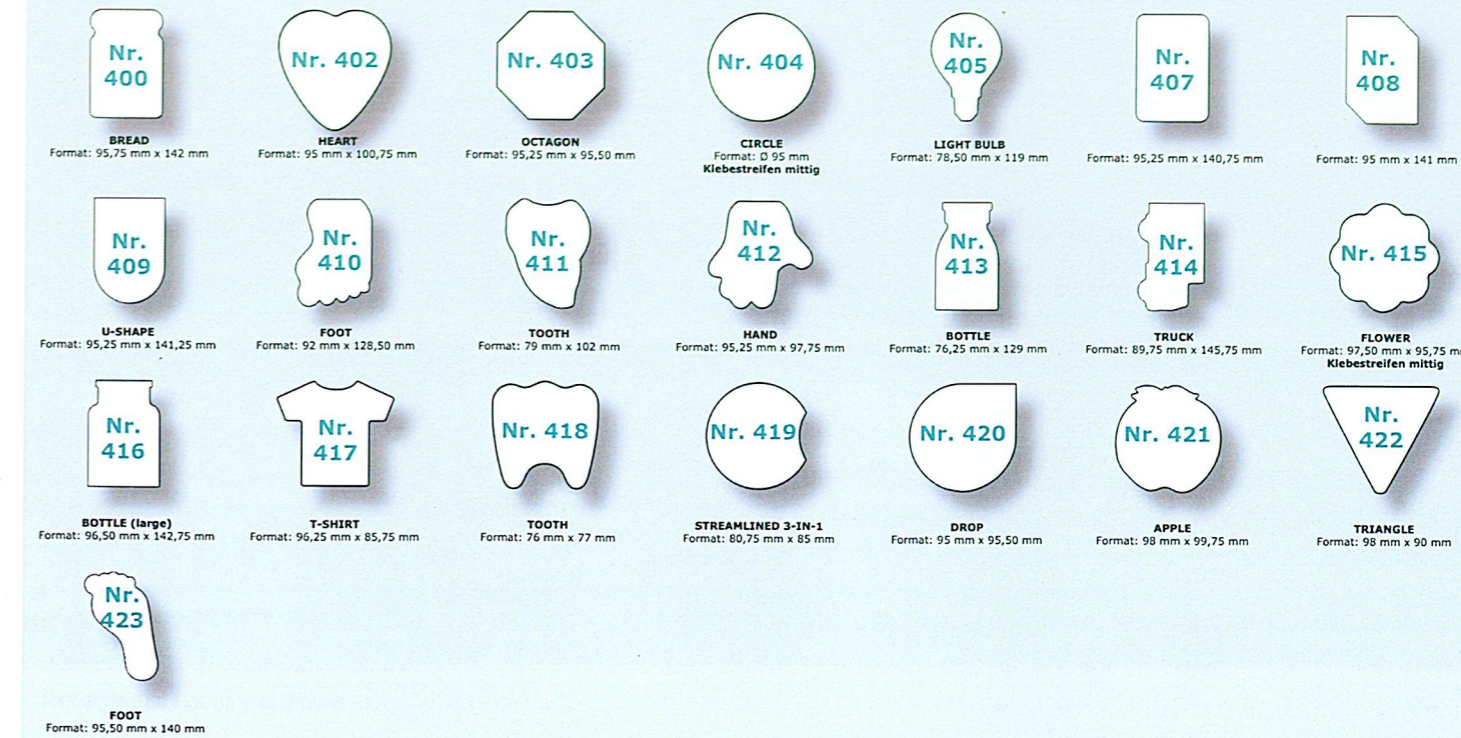 Nr.
400
BREAD
Format: 95,75 mm x 142 mm
Nr. 402
HEART
Format: 95 mm x 100,75 mm
Nr. 403
OCTAGON
Format: 95,25 mm x 95,50 mm
Nr. 404
CIRCLE
Format: Ø 95 mm
Klebestreifen mittig
Nr.
405
LIGHT BULB
Format: 78,50 mm x 119 mm
Nr.
407
Format: 95,25 mm x 140,75 mm
Nr.
408
Format: 95 mm x 141 mm
Nr.
409
U-SHAPE
Format: 95,25 mm x 141,25 mm
Nr.
410
FOOT
Format: 92 mm x 128,50 mm
Nr.
411
TOOTH
Format: 79 mm x 102 mm
Nr.
412
HAND
Format: 95,25 mm x 97,75 mm
Nr.
413
BOTTLE
Format: 76,25 mm x 129 mm
Nr.
414
TRUCK
Format: 89,75 mm x 145,75 mm
Nr. 415
FLOWER
Format: 97,50 mm x 95,75 m
Klebestreifen mittig
Nr.
416
BOTTLE (large)
Format: 96,50 mm x 142,75 mm
Nr.
417
T-SHIRT
Format: 96,25 mm x 85,75 mm
Nr. 418
TOOTH
Format: 76 mm x 77 mm
Nr. 419
STREAMLINED 3-IN-1
Format: 80,75 mm x 85 mm
Nr. 420
DROP
Format: 95 mm x 95,50 mm
Nr. 421
APPLE
Format: 98 mm x 99,75 mm
Nr.
422
TRIANGLE
Format: 98 mm x 90 mm
Nr.
423
FOOT
Format: 95,50 mm x 140 mm